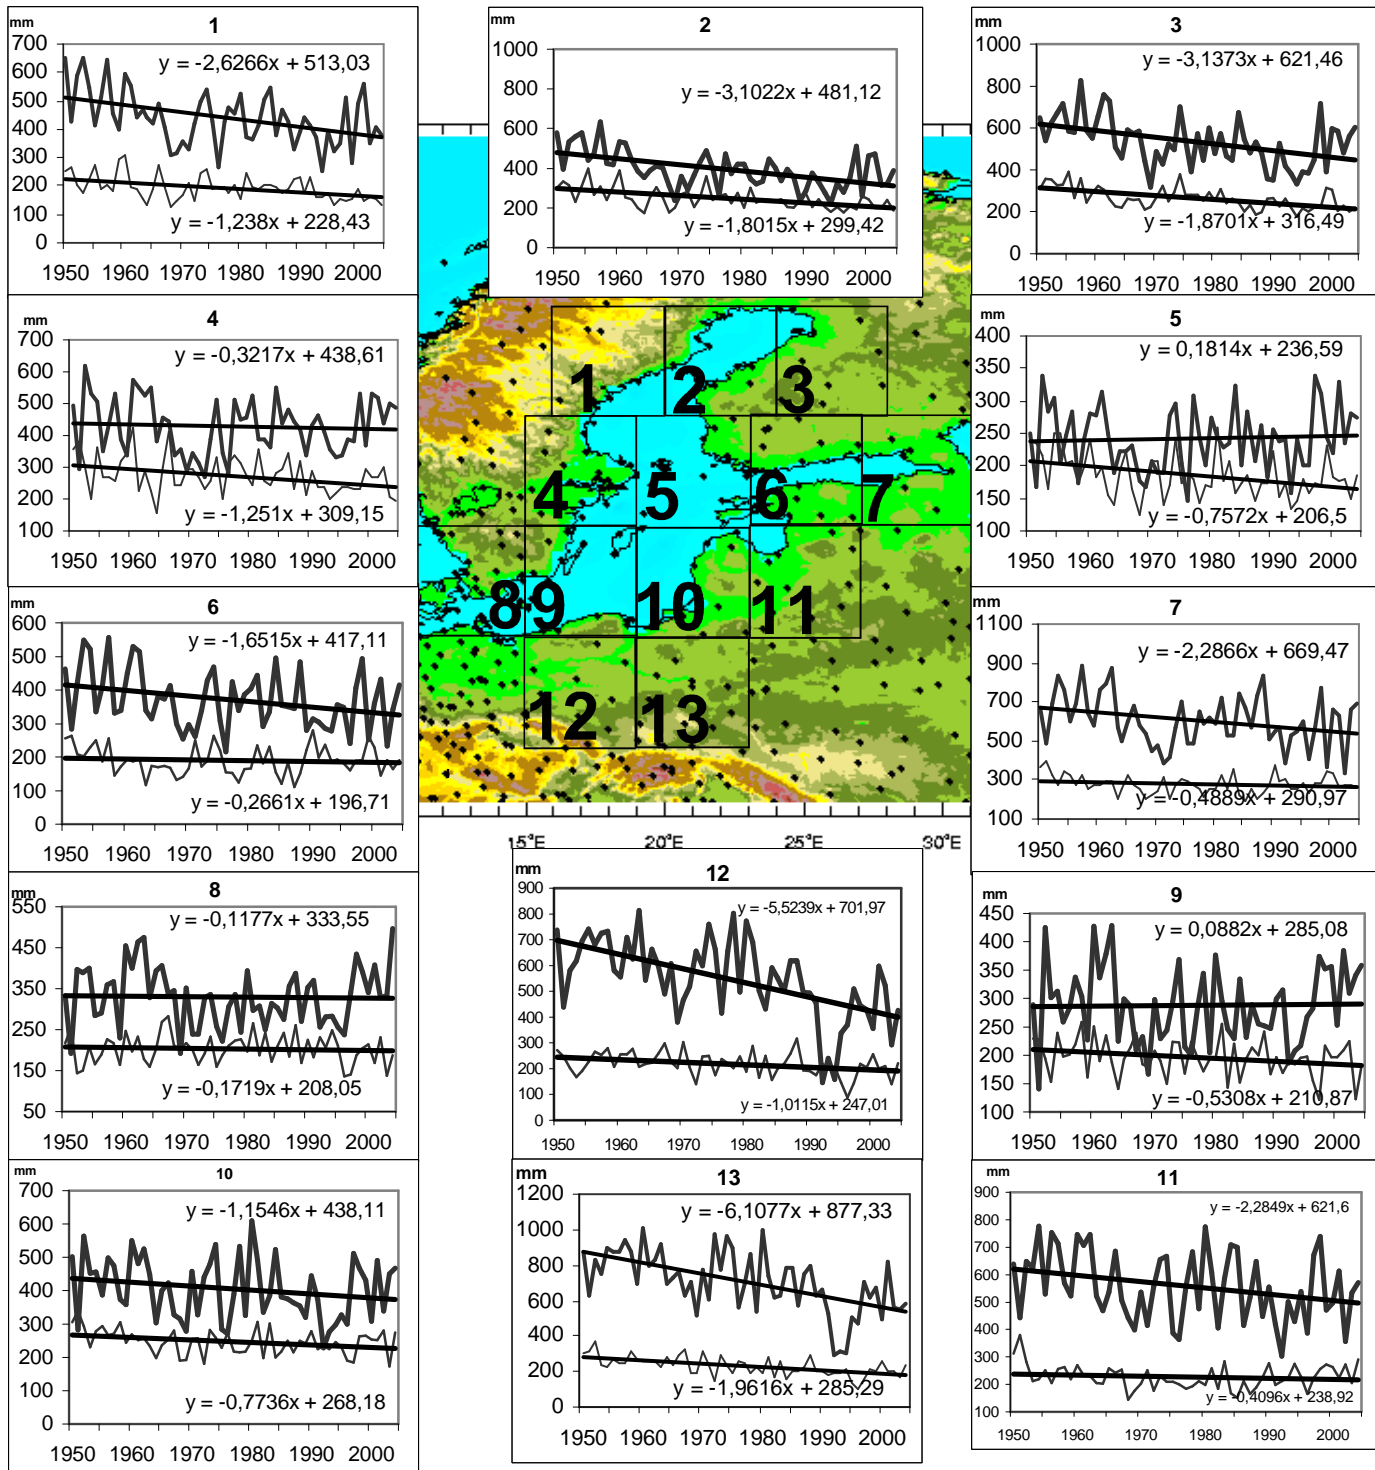 mm
1
700
600
500
400
300
200
100
0
y = -2,6266x + 513,03
y = -1,238x + 228,43
1950 1960 1970 1980 1990 2000
mm
2
1000
800
600
400
200
0
y = -3,1022x + 481,12
y = -1,8015x + 299,42
1950 1960 1970 1980 1990 2000
mm
3
1000
800
600
400
200
0
y = -3,1373x + 621,46
y = -1,8701x + 316,49
1950 1960 1970 1980 1990 2000
mm
4
700
600
500
400
300
200
100
y = -0,3217x + 438,61
y = -1,251x + 309,15
1950 1960 1970 1980 1990 2000
1 2 3
4 5 6 7
8 9 10 11
12 13
15°E 20°E 25°E 30°E
mm
5
400
350
300
250
200
150
100
y = 0,1814x + 236,59
y = -0,7572x + 206,5
1950 1960 1970 1980 1990 2000
mm
6
600
500
400
300
200
100
0
y = -1,6515x + 417,11
y = -0,2661x + 196,71
1950 1960 1970 1980 1990 2000
mm
7
1100
900
700
500
300
100
y = -2,2866x + 669,47
y = -0,4889x + 290,97
1950 1960 1970 1980 1990 2000
mm
8
550
450
350
250
150
50
y = -0,1177x + 333,55
y = -0,1719x + 208,05
1950 1960 1970 1980 1990 2000
mm
12
900
800
700
600
500
400
300
200
100
0
y = -5,5239x + 701,97
y = -1,0115x + 247,01
1950 1960 1970 1980 1990 2000
mm
9
450
400
350
300
250
200
150
100
y = 0,0882x + 285,08
y = -0,5308x + 210,87
1950 1960 1970 1980 1990 2000
mm
10
700
600
500
400
300
200
100
0
y = -1,1546x + 438,11
y = -0,7736x + 268,18
1950 1960 1970 1980 1990 2000
mm
13
1200
1000
800
600
400
200
0
y = -6,1077x + 877,33
y = -1,9616x + 285,29
1950 1960 1970 1980 1990 2000
mm
11
900
800
700
600
500
400
300
200
100
y = -2,2849x + 621,6
y = -0,4096x + 238,92
1950 1960 1970 1980 1990 2000